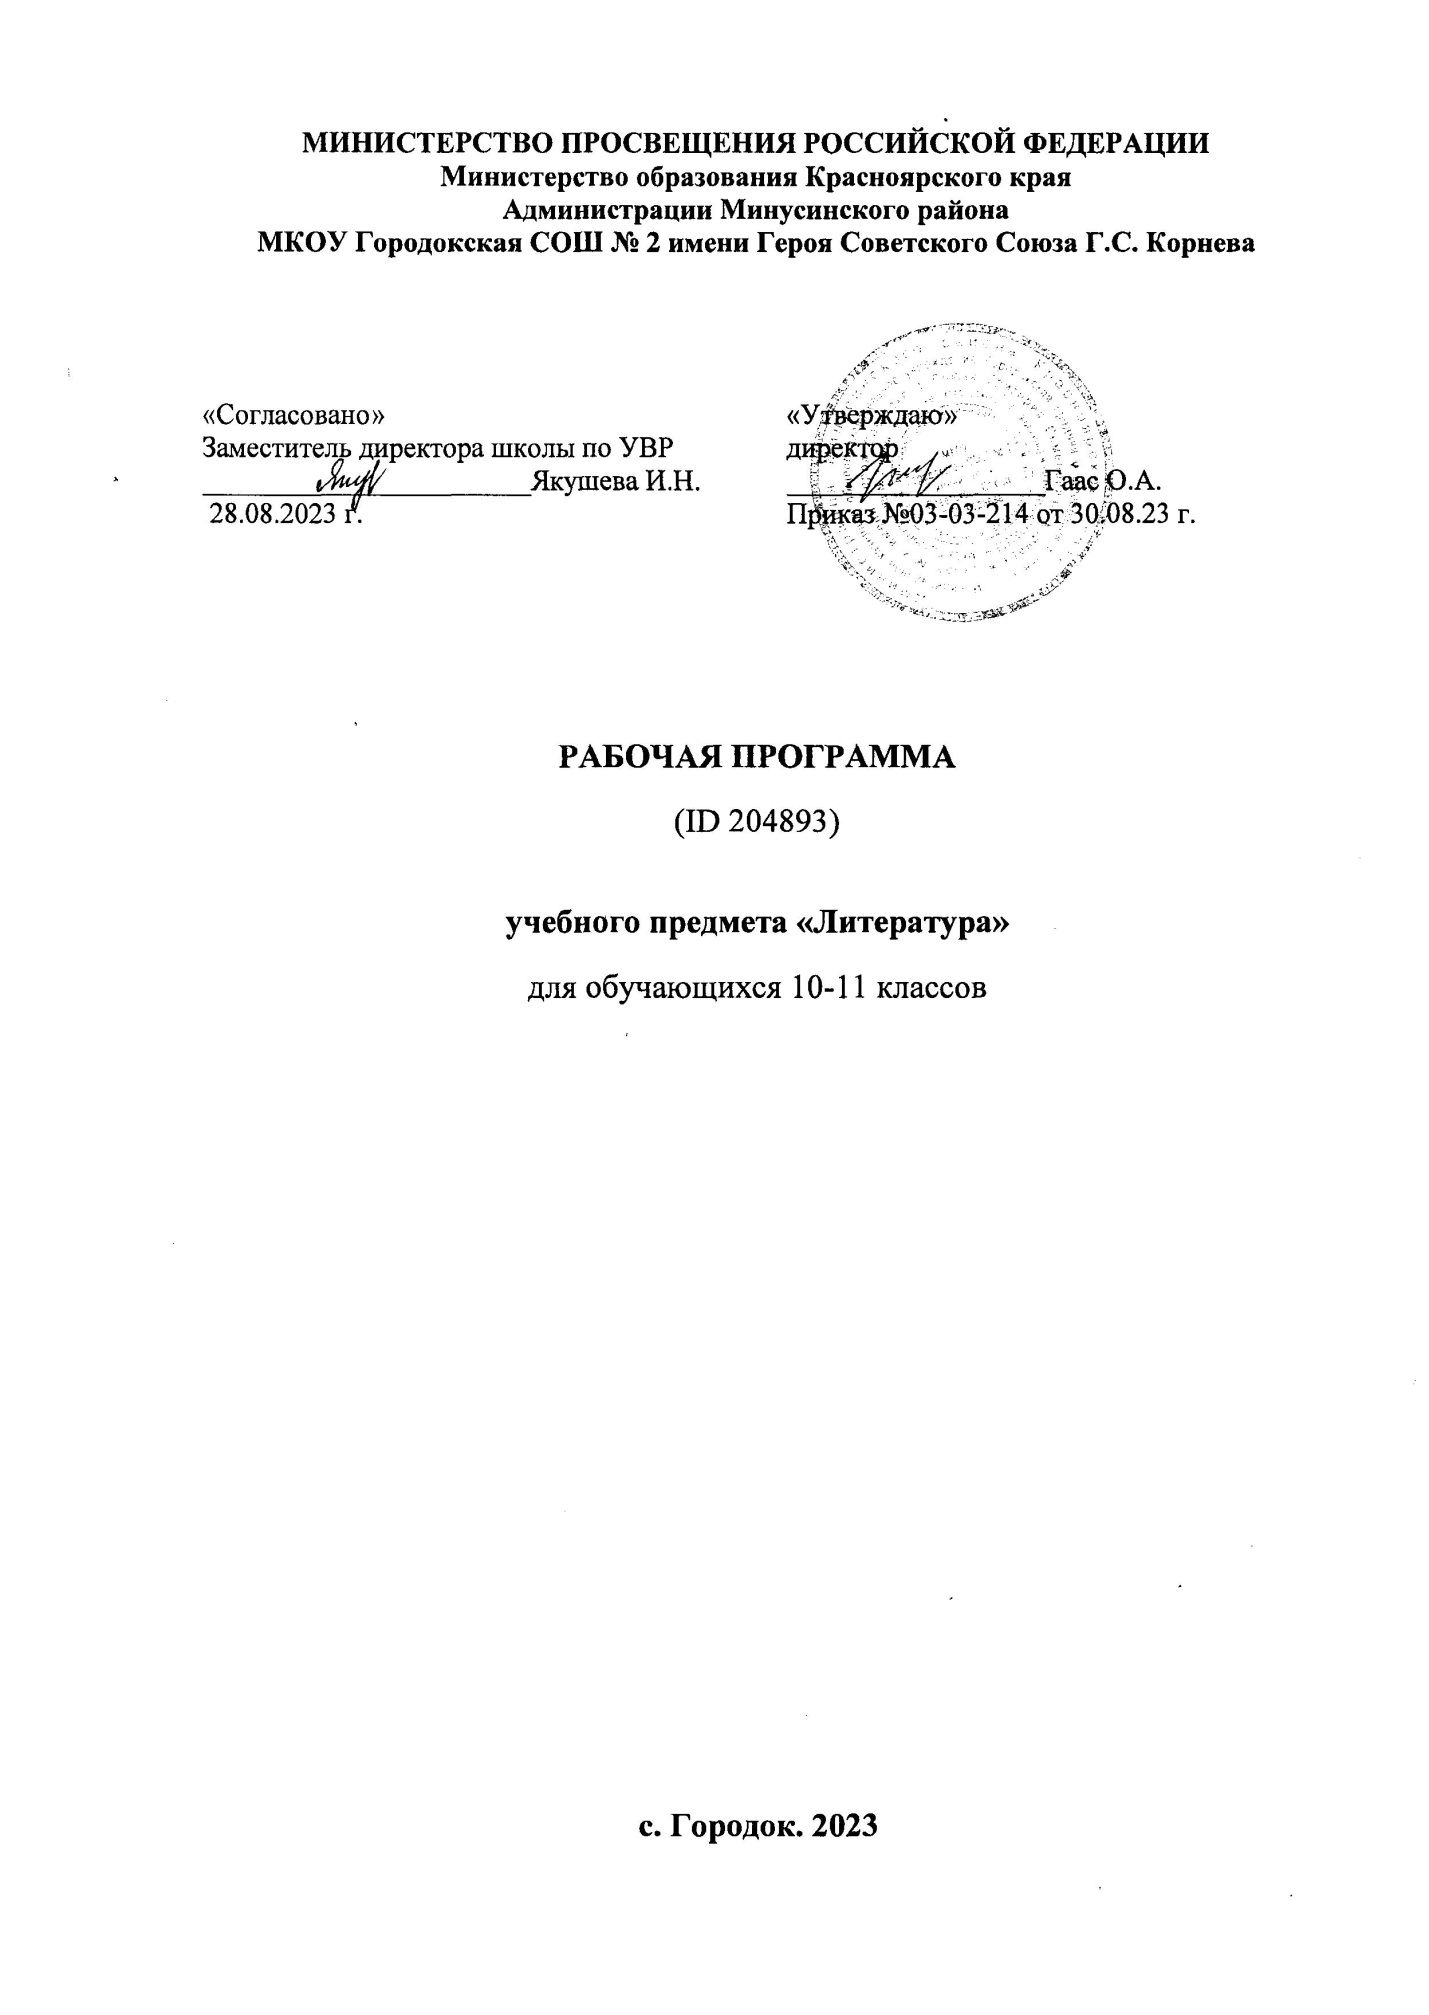 МИНИСТЕРСТВО ПРОСВЕЩЕНИЯ РОССИЙСКОЙ ФЕДЕРАЦИИ
Министерство образования Красноярского края
Администрации Минусинского района
МКОУ Городокская СОШ № 2 имени Героя Советского Союза Г.С. Корнева
«Согласовано»
Заместитель директора школы по УВР
Якушева И.Н.
28.08.2023 г.
«Утверждаю»
директор
Гаас О.А.
Приказ №03-03-214 от 30.08.23 г.
РАБОЧАЯ ПРОГРАММА
(ID 204893)
учебного предмета «Литература»
для обучающихся 10-11 классов
с. Городок. 2023